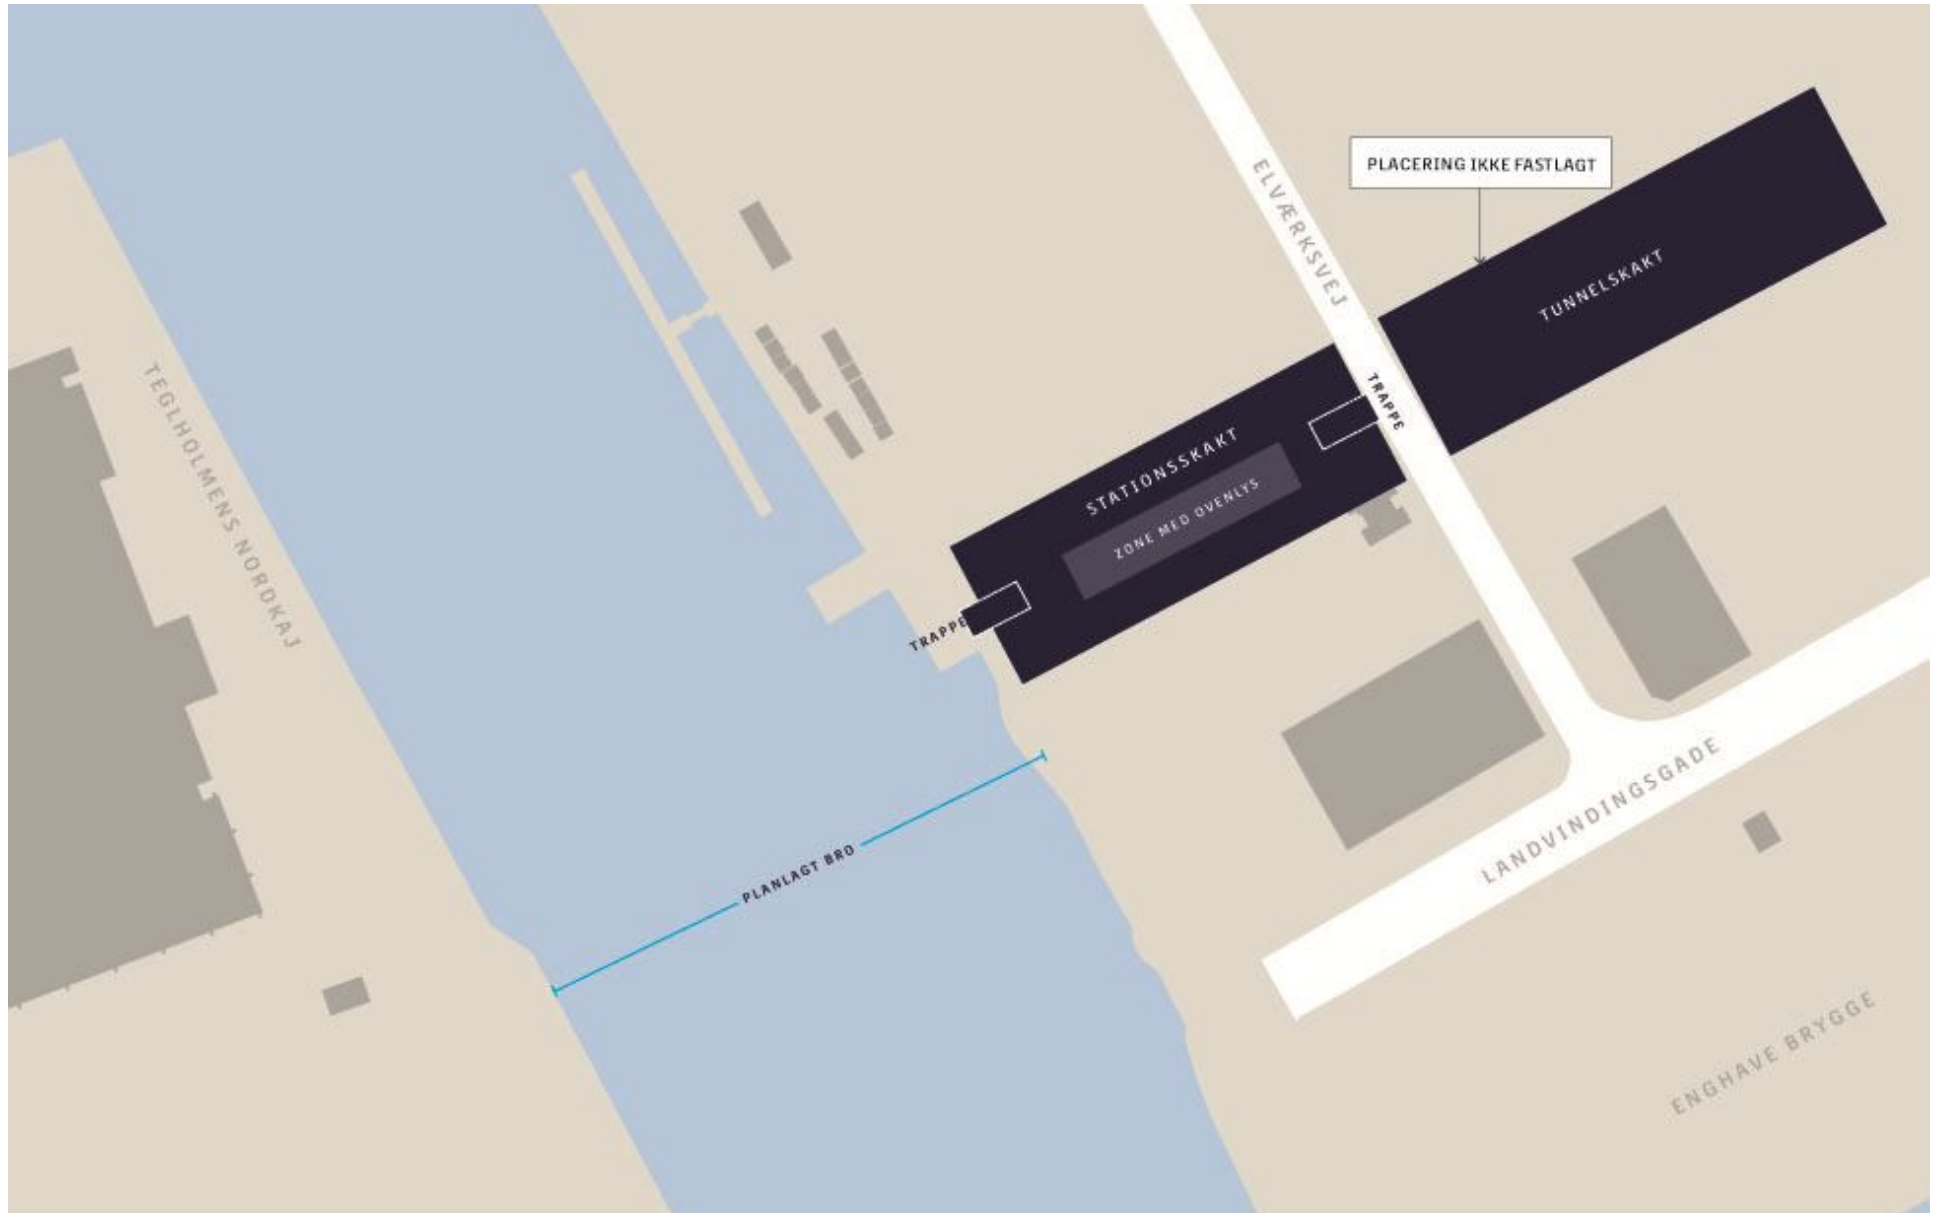 PLACERING IKKE FASTLAGT
ELVÆRKSVEJ
TUNNELSKAKT
TRAPPE
STATIONSSKAKT
ZONE MED OVENLYS
TRAPPE
TEGLHOLMENS NORDKAJ
PLANLAGT BRO
LANDVINDINGSGADE
ENGHAVE BRYGGE